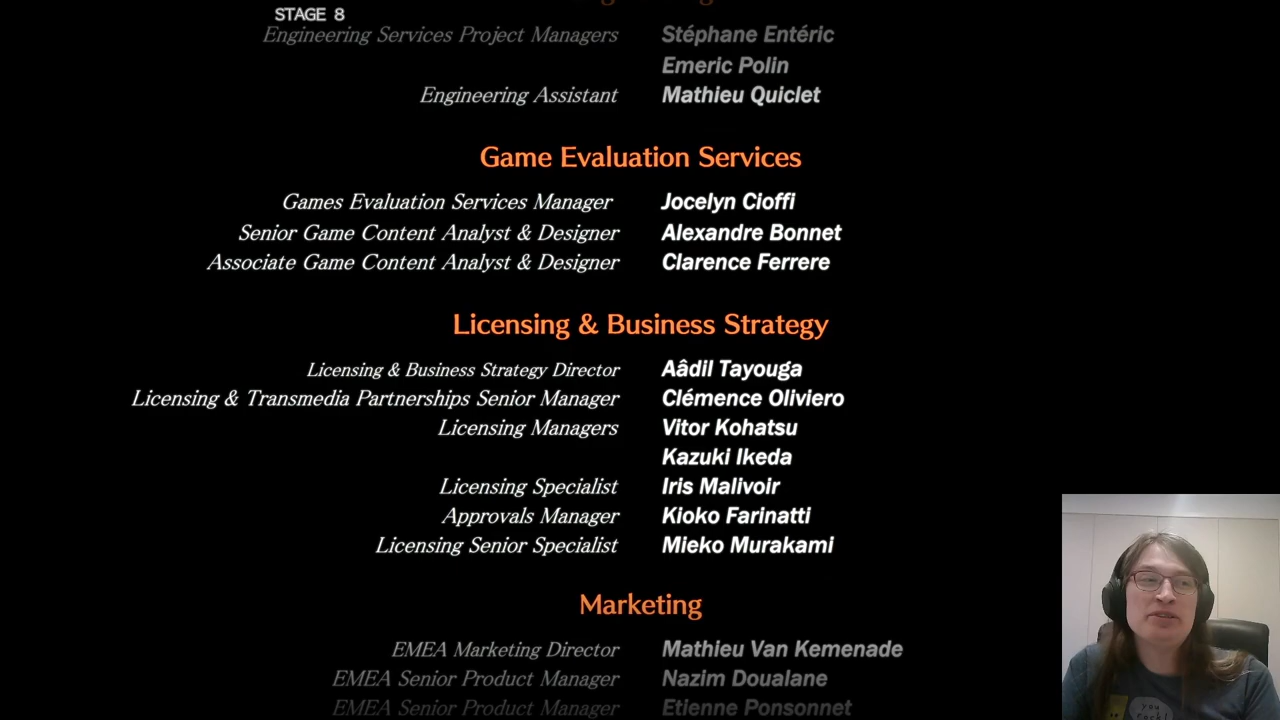 STAGE 8
Engineering Services Project Managers Stéphane Entéric
Emeric Polin
Engineering Assistant Mathieu Quiclet
Game Evaluation Services
Games Evaluation Services Manager Jocelyn Cioffi
Senior Game Content Analyst & Designer Alexandre Bonnet
Associate Game Content Analyst & Designer Clarence Ferrere
Licensing & Business Strategy
Licensing & Business Strategy Director Aâdil Tayouga
Licensing & Transmedia Partnerships Senior Manager Clémence Oliviero
Licensing Managers Vitor Kohatsu
Kazuki Ikeda
Licensing Specialist Iris Malivoir
Approvals Manager Kioko Farinatti
Licensing Senior Specialist Mieko Murakami
Marketing
EMEA Marketing Director Mathieu Van Kemenade
EMEA Senior Product Manager Nazim Doualane
EMEA Senior Product Manager Etienne Ponsonnet
you